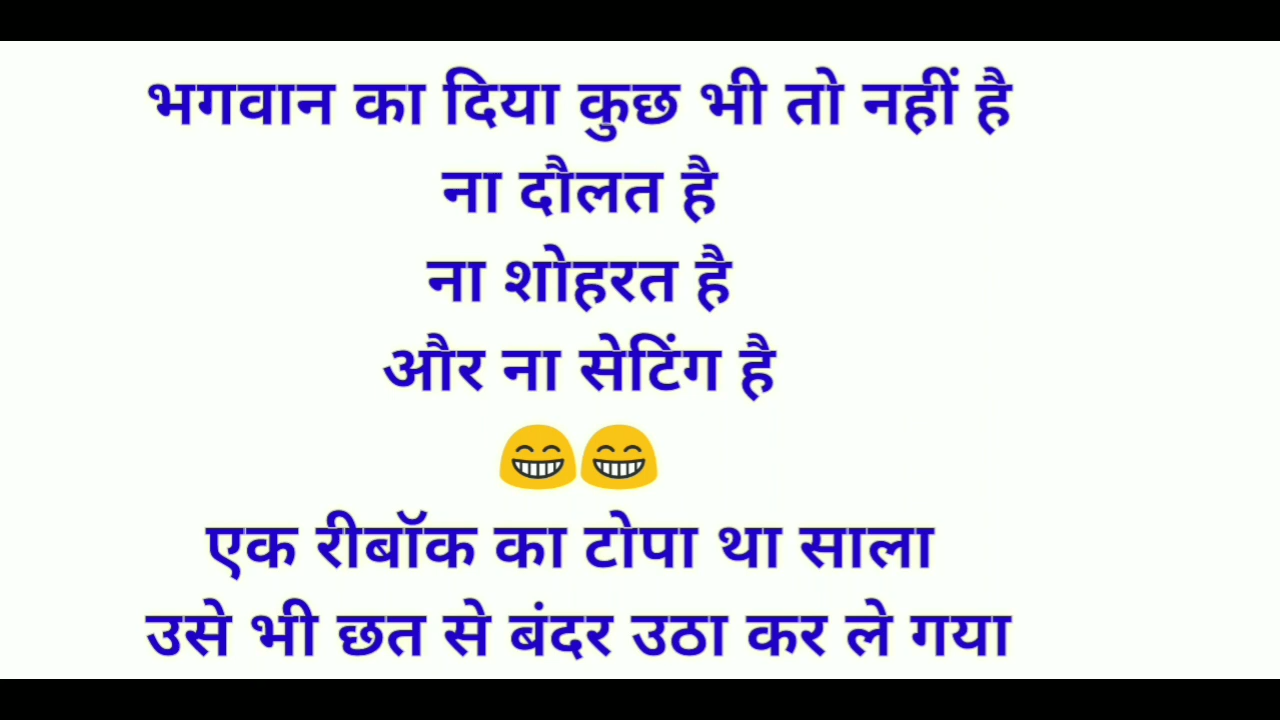 भगवान का दिया कुछ भी तो नहीं है
ना दौलत है
ना शोहरत है
और ना सेटिंग है
😁😁
एक रीबॉक का टोपा था साला
उसे भी छत से बंदर उठा कर ले गया